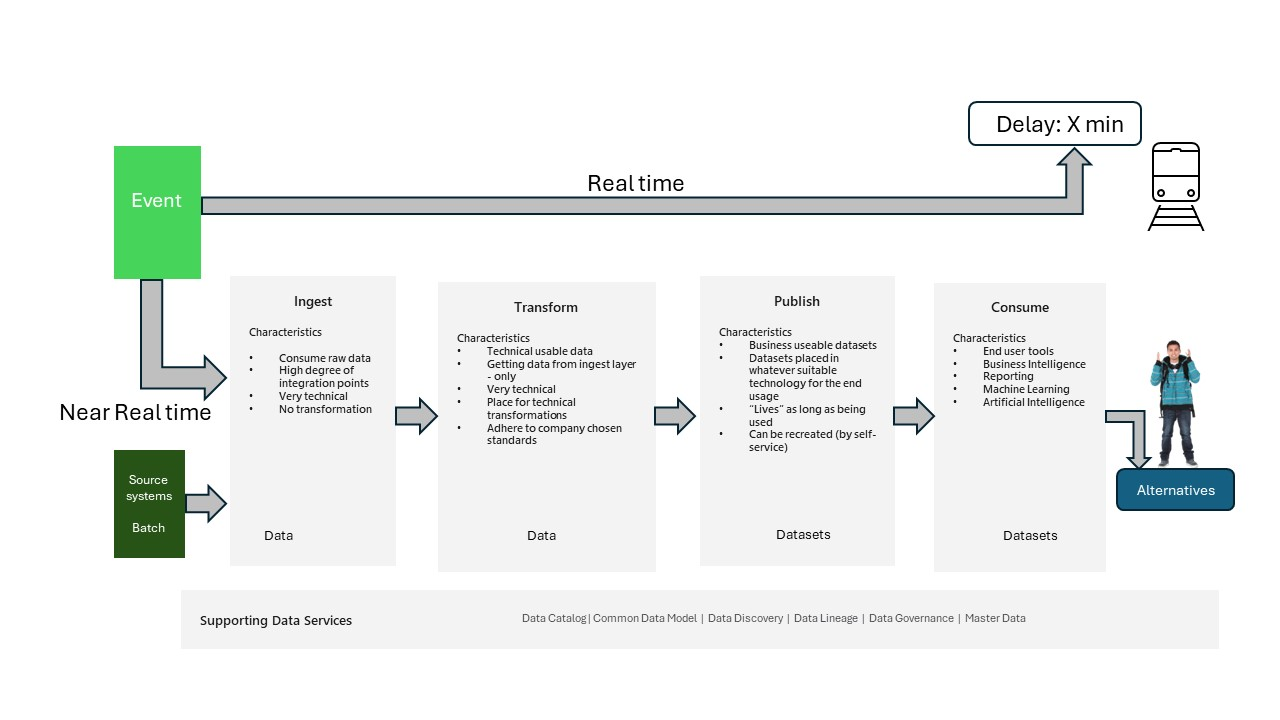 Delay: X min
Event
Real time
Near Real time
Source
systems
Batch
Ingest
Characteristics
• Consume raw data
• High degree of
integration points
• Very technical
• No transformation
Data
Transform
Characteristics
• Technical usable data
• Getting data from ingest layer
- only
• Very technical
• Place for technical
transformations
• Adhere to company chosen
standards
Data
Publish
Characteristics
• Business useable datasets
• Datasets placed in
whatever suitable
technology for the end
usage
• “Lives” as long as being
used
• Can be recreated (by self-
service)
Datasets
Consume
Characteristics
• End user tools
• Business Intelligence
• Reporting
• Machine Learning
• Artificial Intelligence
Datasets
Alternatives
Supporting Data Services
Data Catalog | Common Data Model | Data Discovery | Data Lineage | Data Governance | Master Data